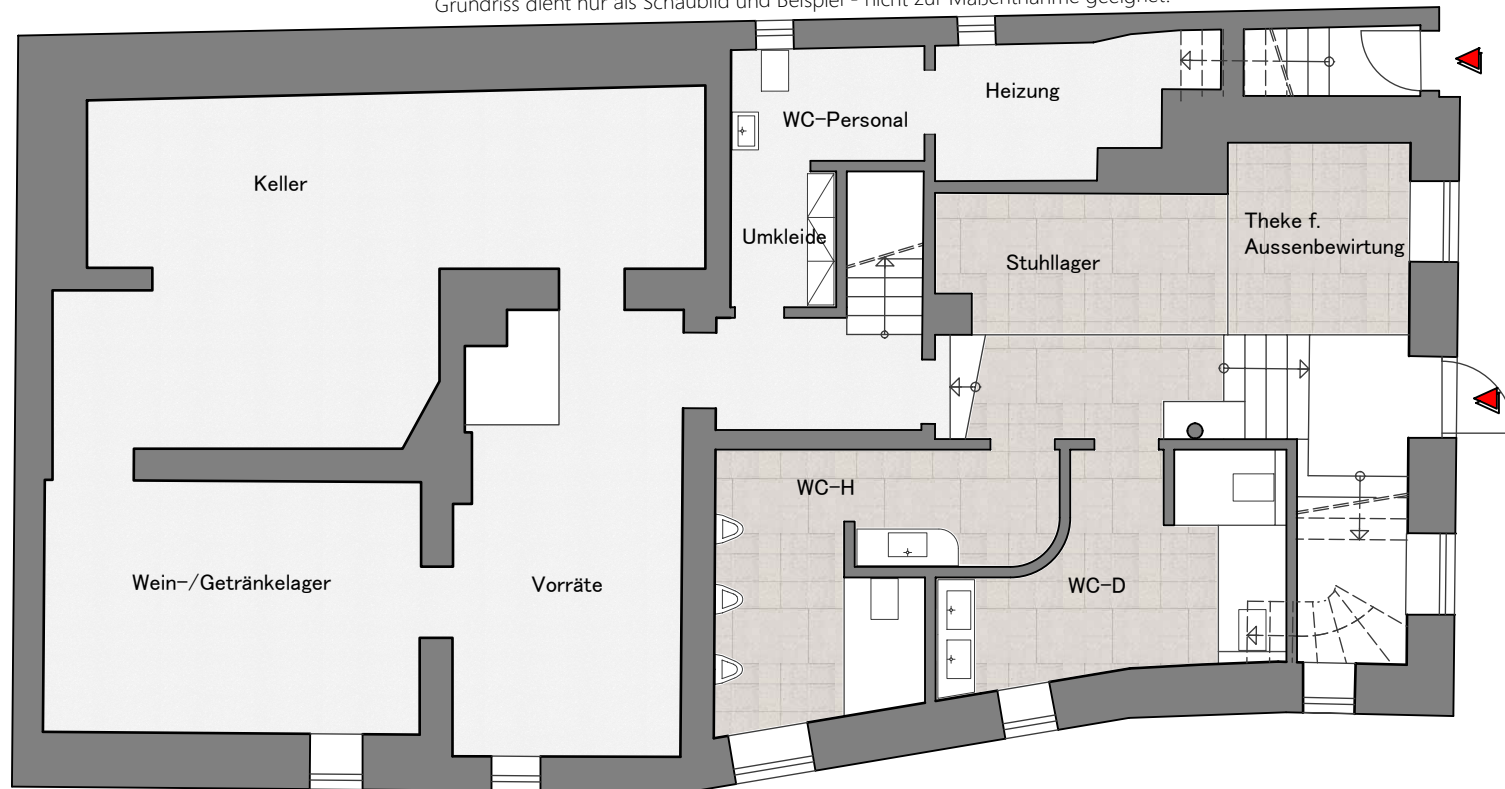 Grundriss dient nur als Schaubild und Beispiel - nicht zur Maßentnahme geeignet.
Heizung
WC-Personal
Keller
Theke f.
Aussenbewirtung
Umkleide
Stuhllager
WC-H
Wein-/Getränkelager
Vorräte
WC-D